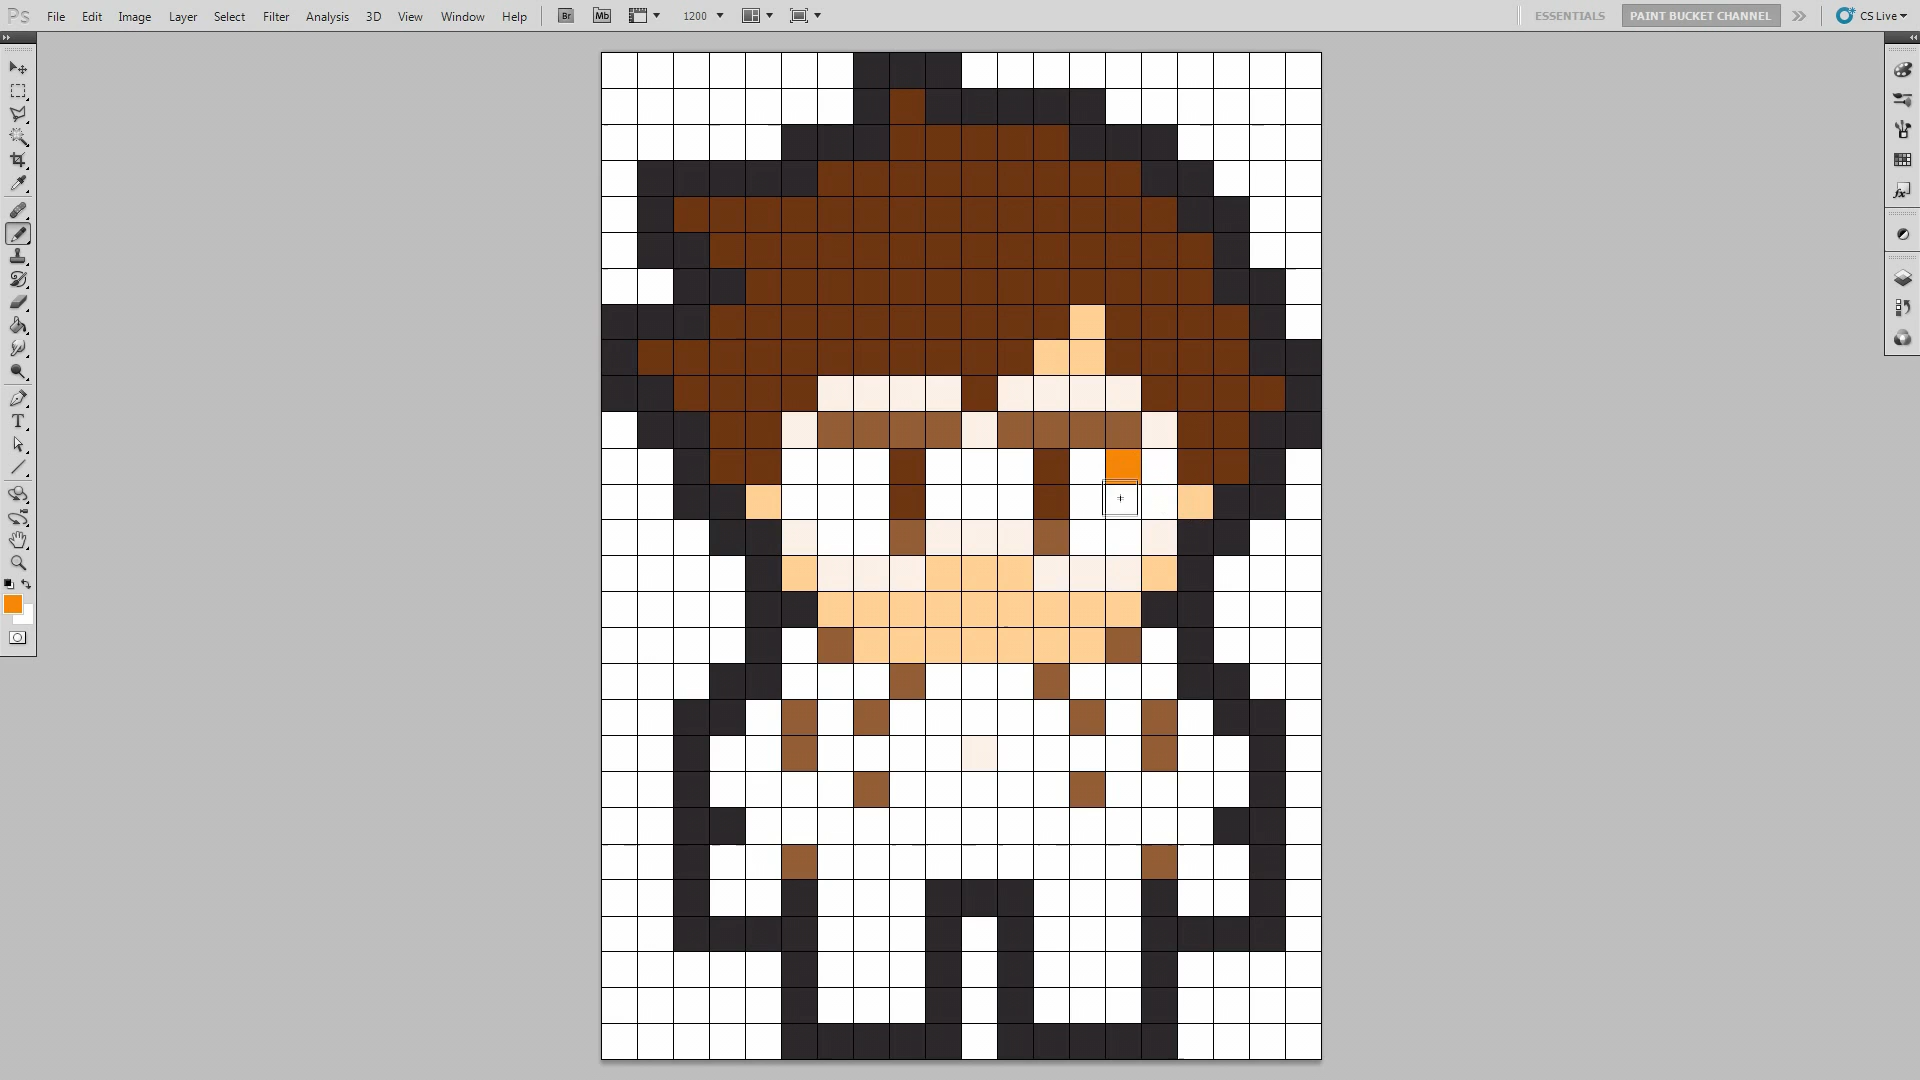 Ps File Edit Image Layer Select Filter Analysis 3D View Window Help Br Mb 1200 ESSENTIALS PAINT BUCKET CHANNEL CS Live
T
fx